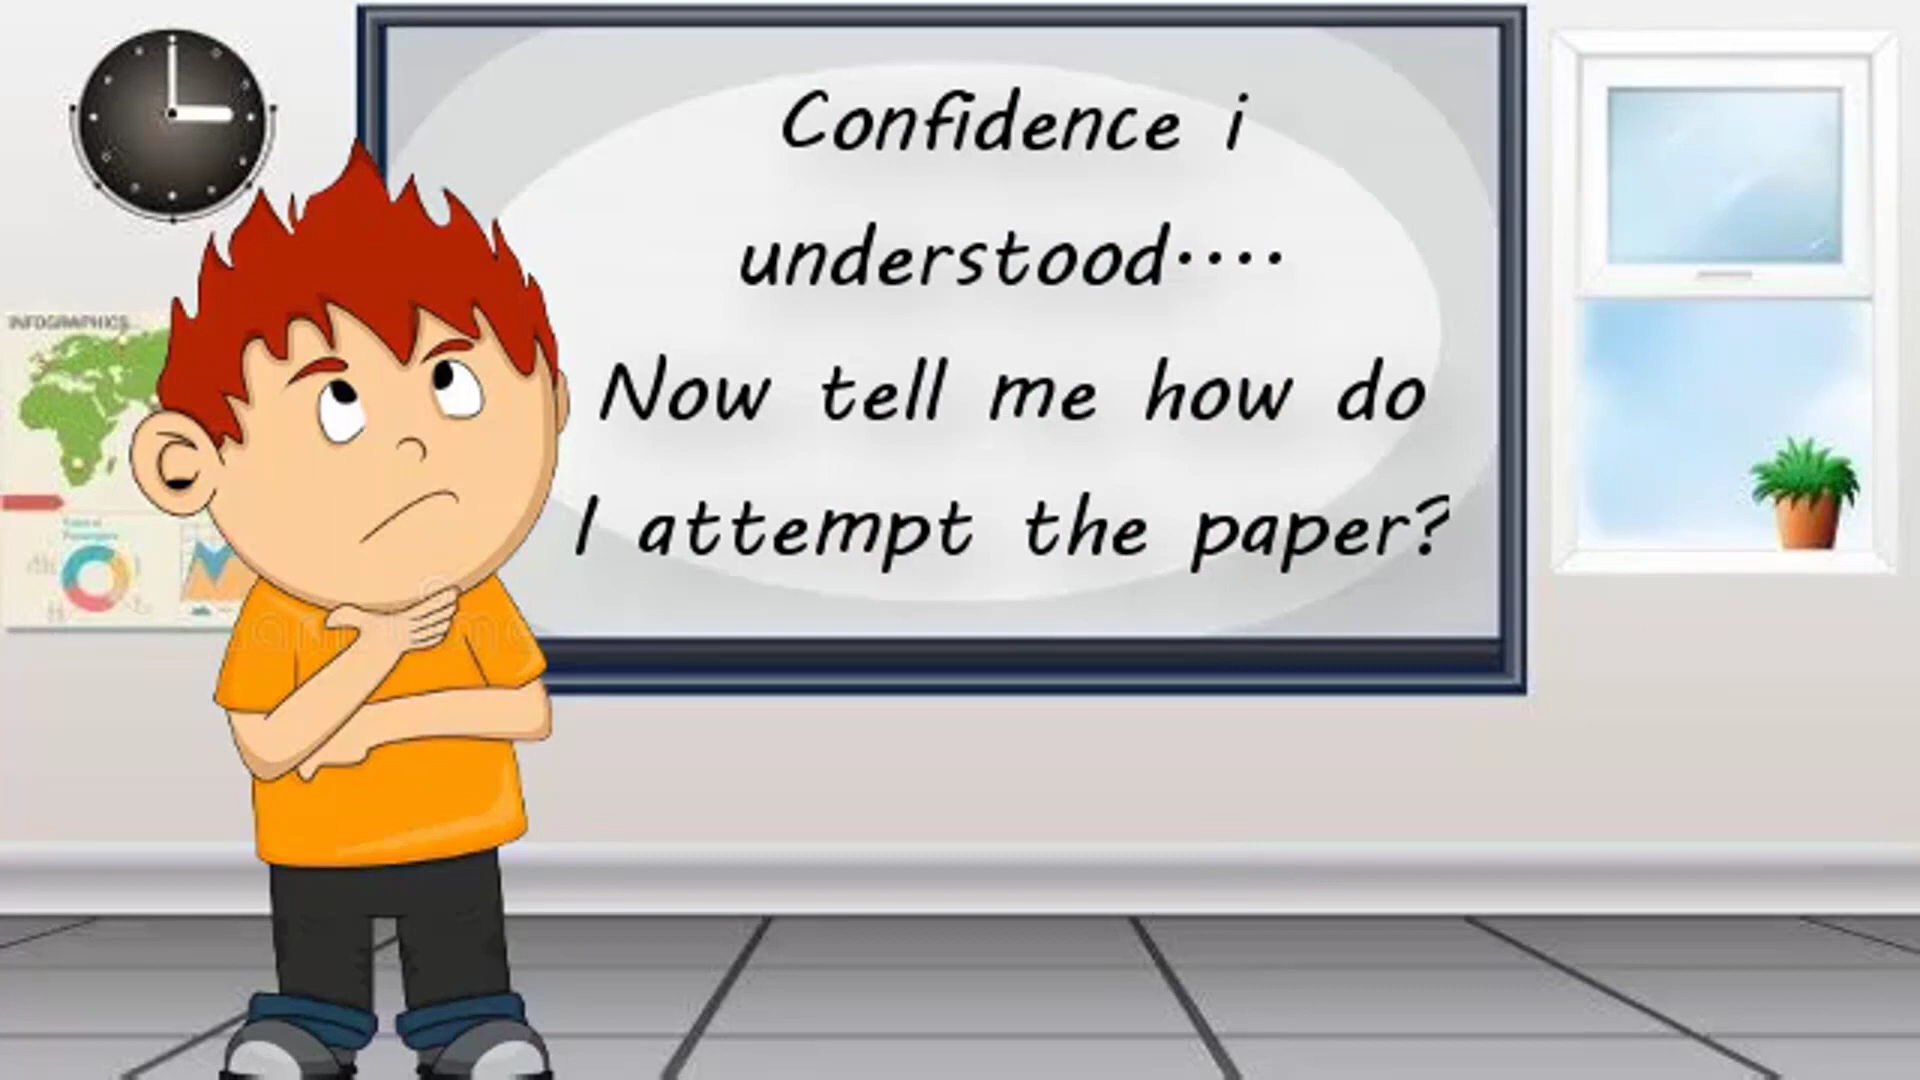 Confidence i
understood....
Now tell me how do
I attempt the paper?
INFOGRAPHICS